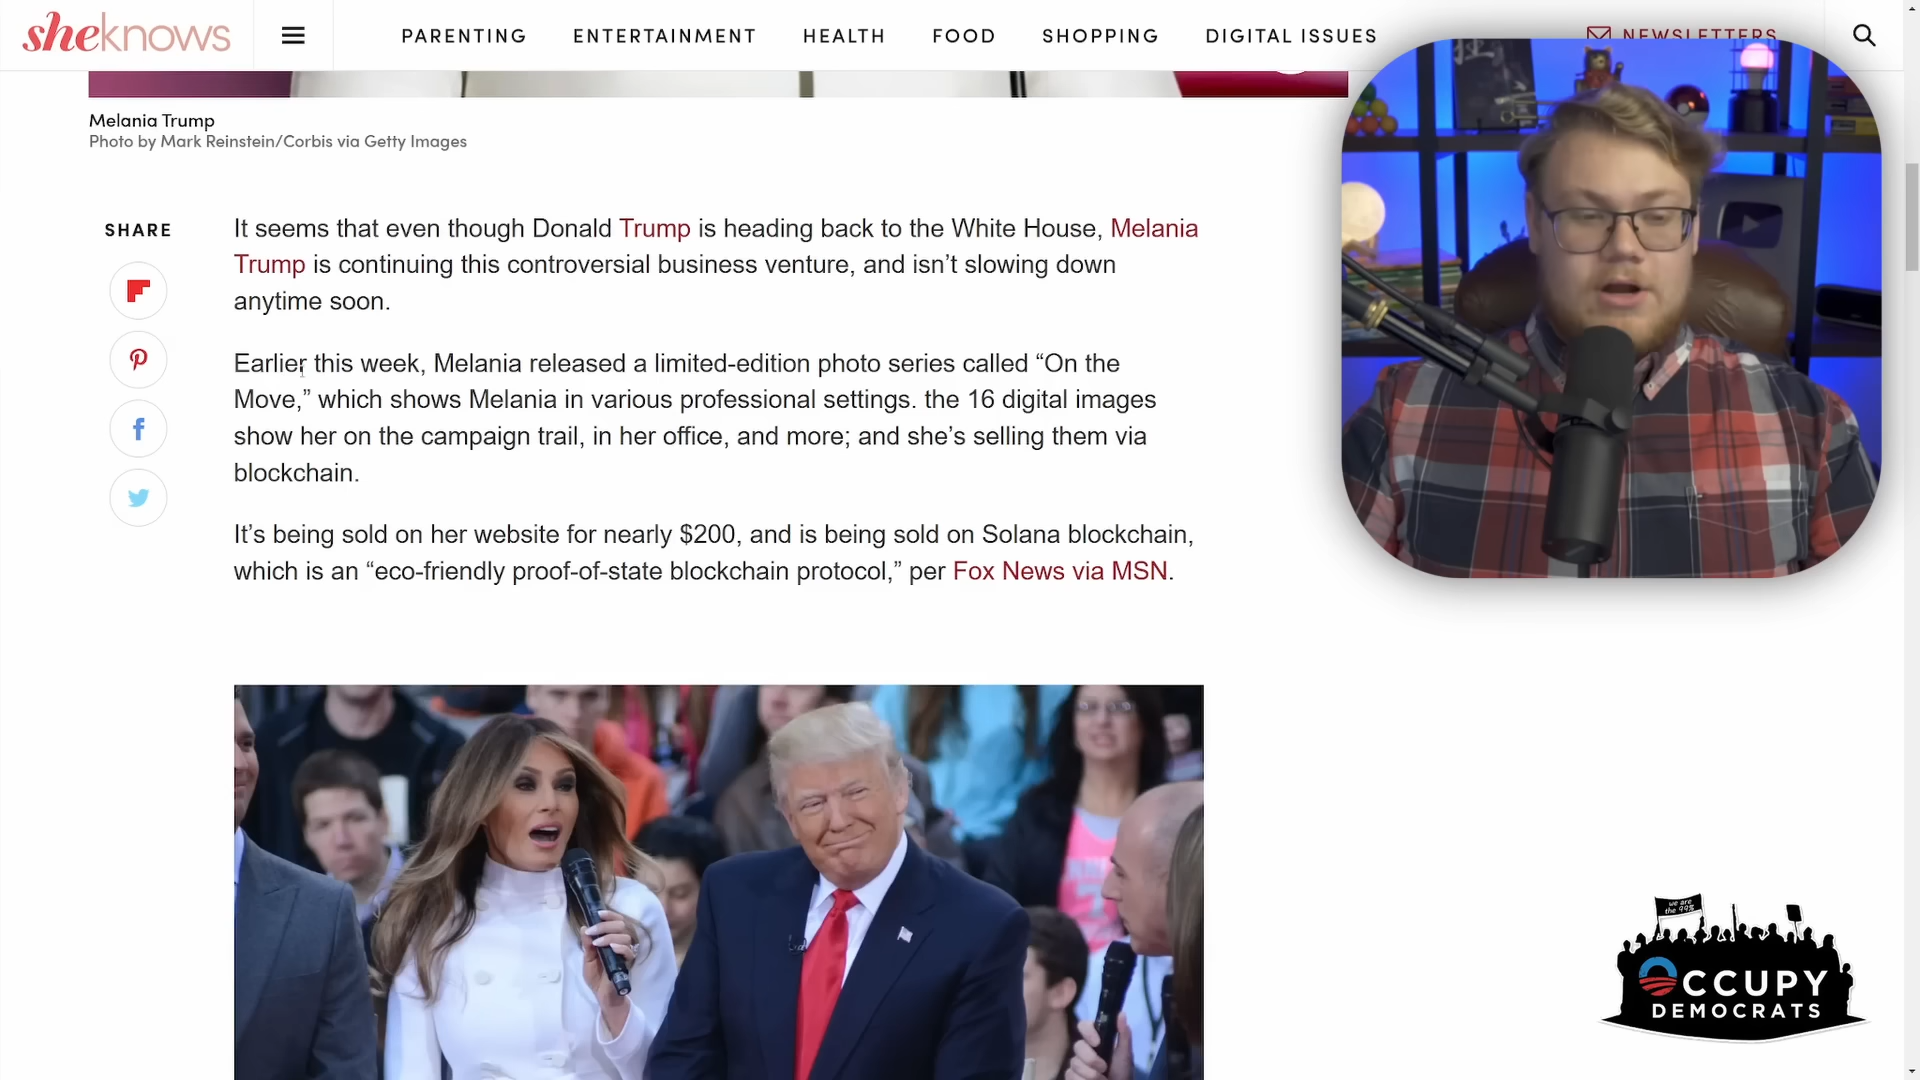 sheknows
PARENTING
ENTERTAINMENT
HEALTH
FOOD
SHOPPING
DIGITAL ISSUES
NEWSLETTERS
Melania Trump
Photo by Mark Reinstein/Corbis via Getty Images
SHARE
It seems that even though Donald Trump is heading back to the White House, Melania
Trump is continuing this controversial business venture, and isn’t slowing down
anytime soon.
Earlier this week, Melania released a limited-edition photo series called “On the
Move,” which shows Melania in various professional settings. the 16 digital images
show her on the campaign trail, in her office, and more; and she’s selling them via
blockchain.
It’s being sold on her website for nearly $200, and is being sold on Solana blockchain,
which is an “eco-friendly proof-of-state blockchain protocol,” per Fox News via MSN.
we are
the 99%
OCCUPY
DEMOCRATS